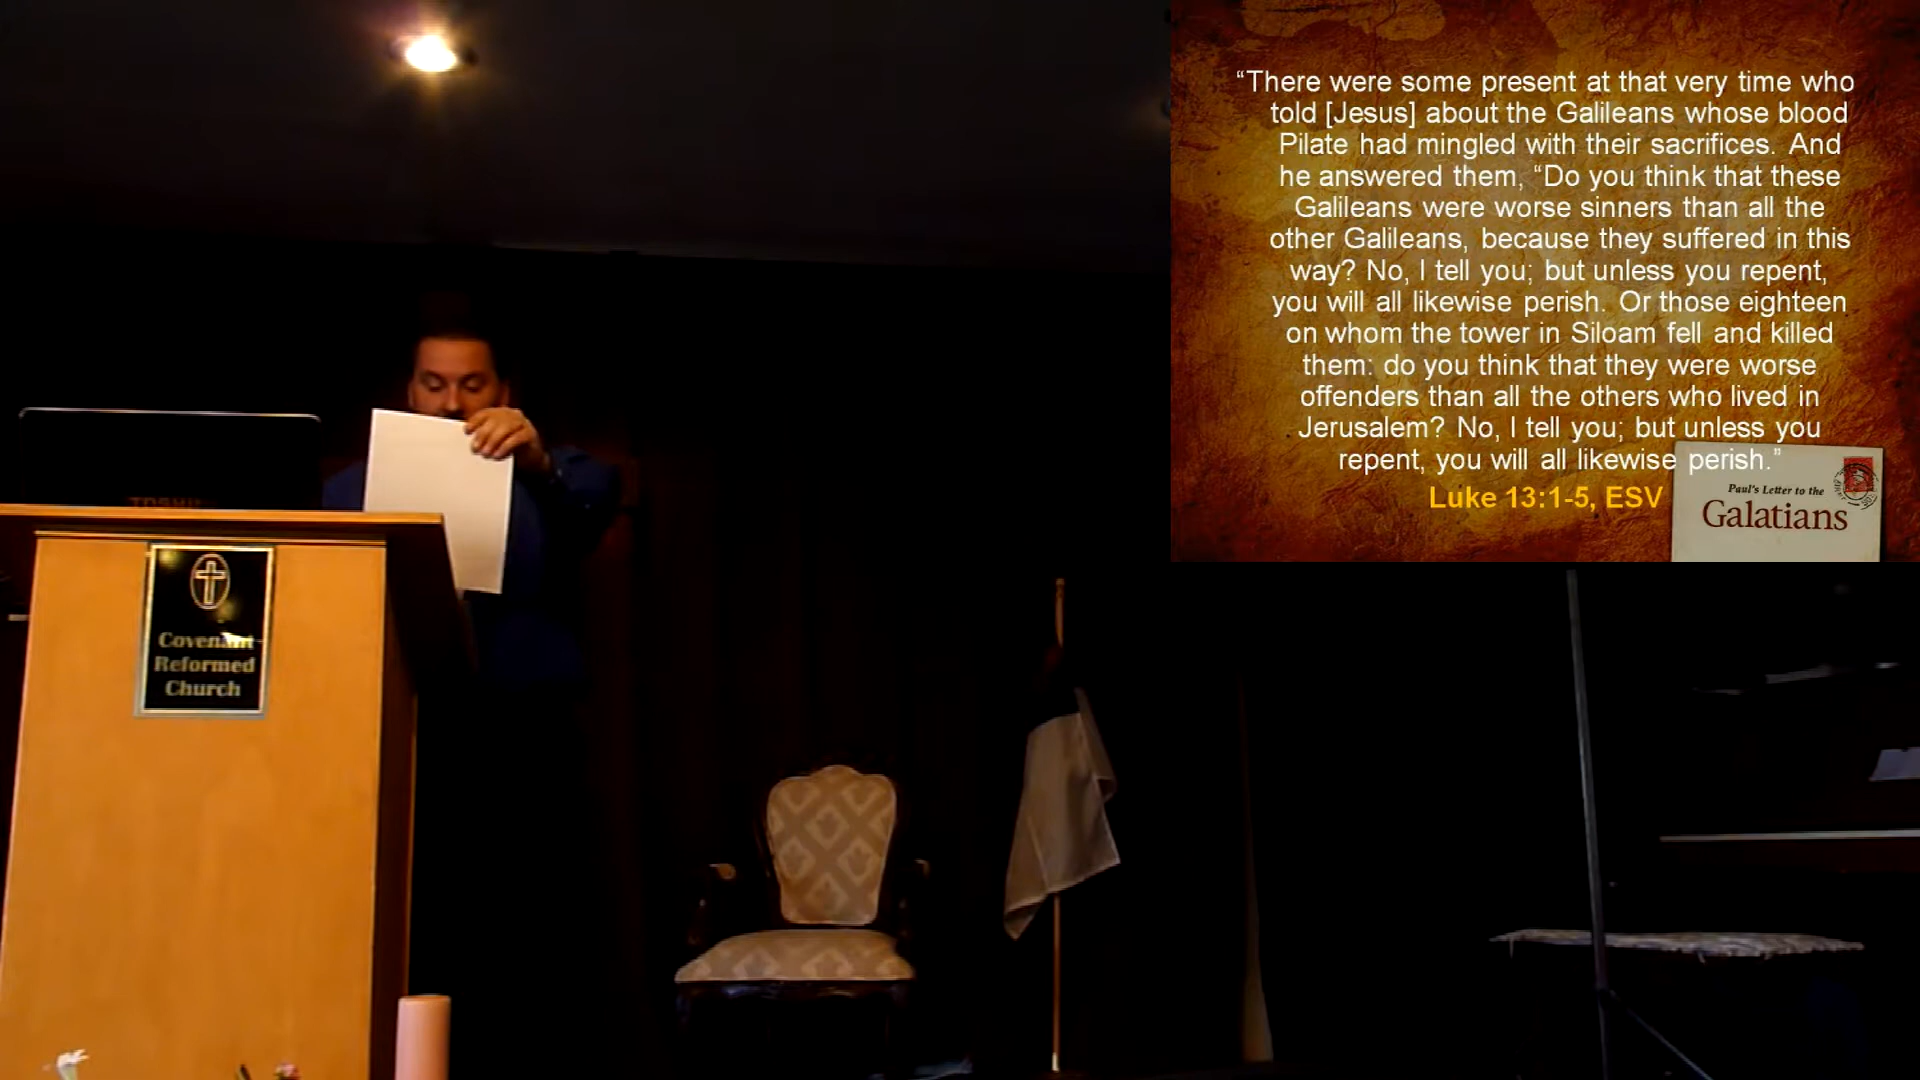 “There were some present at that very time who
told [Jesus] about the Galileans whose blood
Pilate had mingled with their sacrifices. And
he answered them, “Do you think that these
Galileans were worse sinners than all the
other Galileans, because they suffered in this
way? No, I tell you; but unless you repent,
you will all likewise perish. Or those eighteen
on whom the tower in Siloam fell and killed
them: do you think that they were worse
offenders than all the others who lived in
Jerusalem? No, I tell you; but unless you
repent, you will all likewise perish.”
Luke 13:1-5, ESV
Paul's Letter to the
Galatians
TOSHIBA
Covenant
Reformed
Church